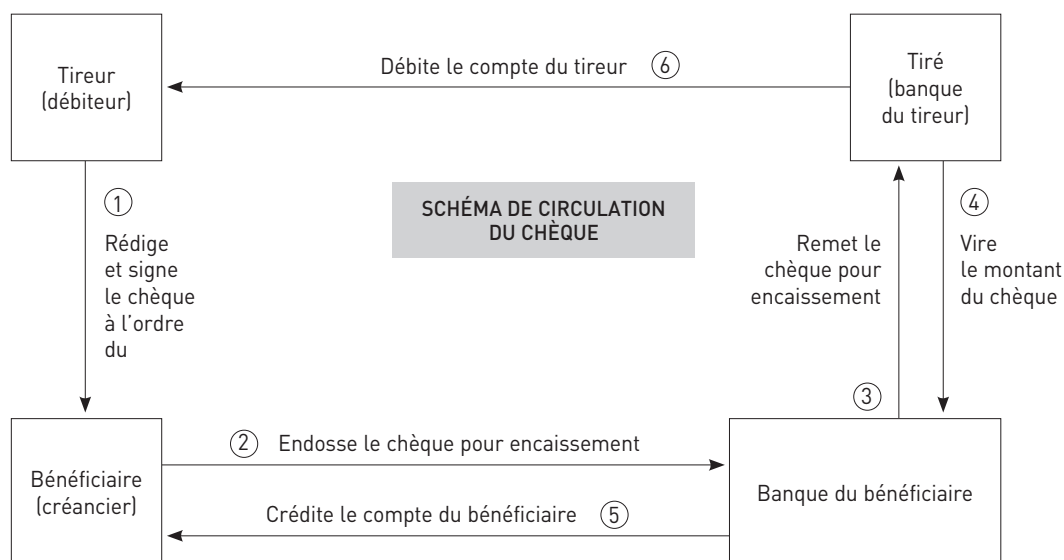 Tireur
(débiteur)
Débite le compte du tireur 6
Tiré
(banque
du tireur)
1
Rédige
et signe
le chèque
à l'ordre
du
SCHÉMA DE CIRCULATION
DU CHÈQUE
Remet le
chèque pour
encaissement
3
4
Vire
le montant
du chèque
Bénéficiaire
(créancier)
2 Endosse le chèque pour encaissement
Crédite le compte du bénéficiaire 5
Banque du bénéficiaire